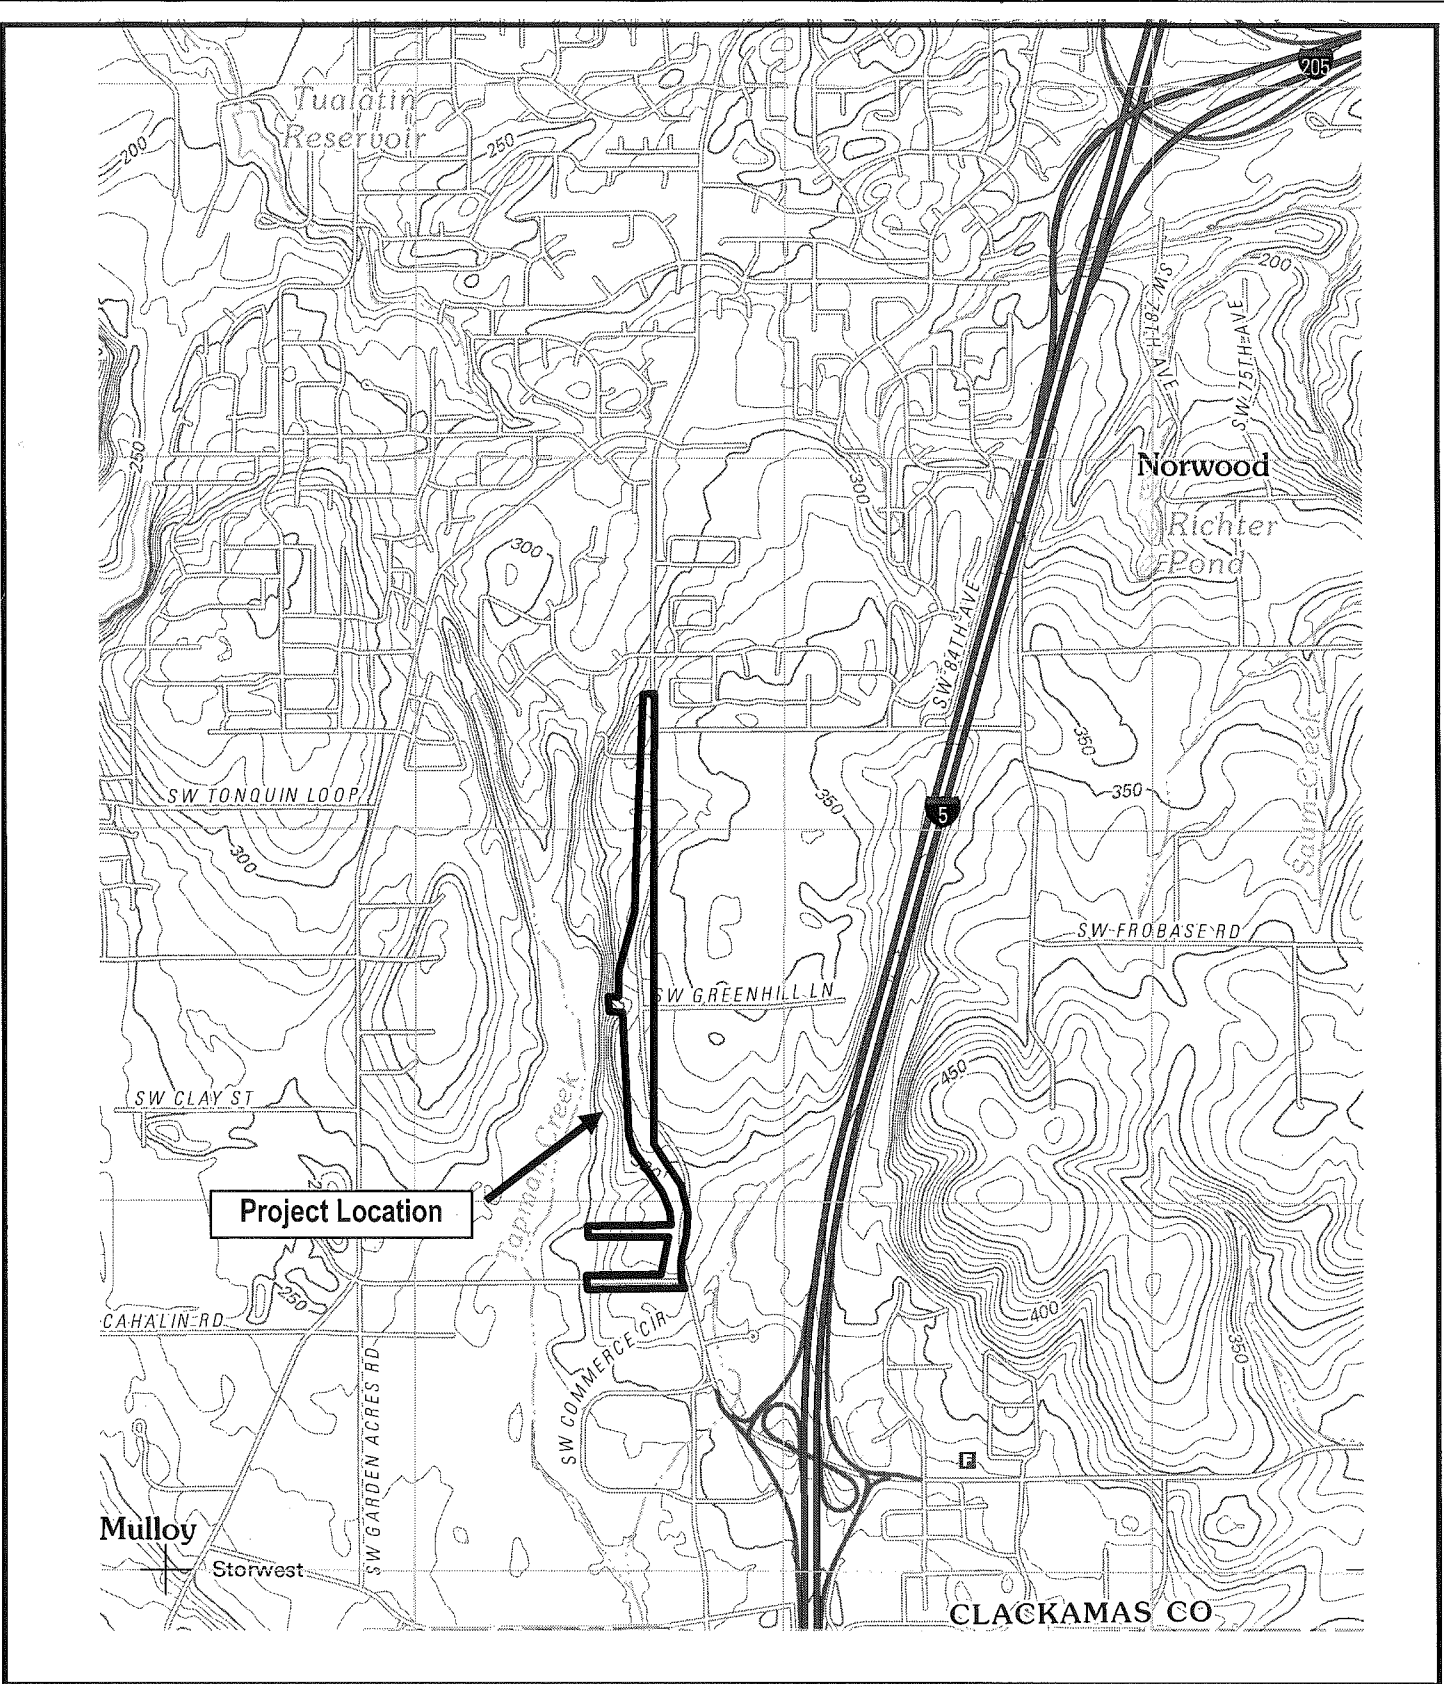 205
Tualatin
Reservoir
200
250
SW 78TH AVE
200
SW 75TH AVE
250
300
Norwood
Richter
Pond
300
SW 84TH AVE
350
SW TONQUIN LOOP
350
350
5
300
Saum Creek
SW FROBASE RD
SW GREENHILL LN
450
SW CLAY ST
Tapman Creek
Project Location
250
400
CAHALIN RD
SW COMMERCE CIR
350
SW GARDEN ACRES RD
F
Mulloy
Storwest
CLACKAMAS CO